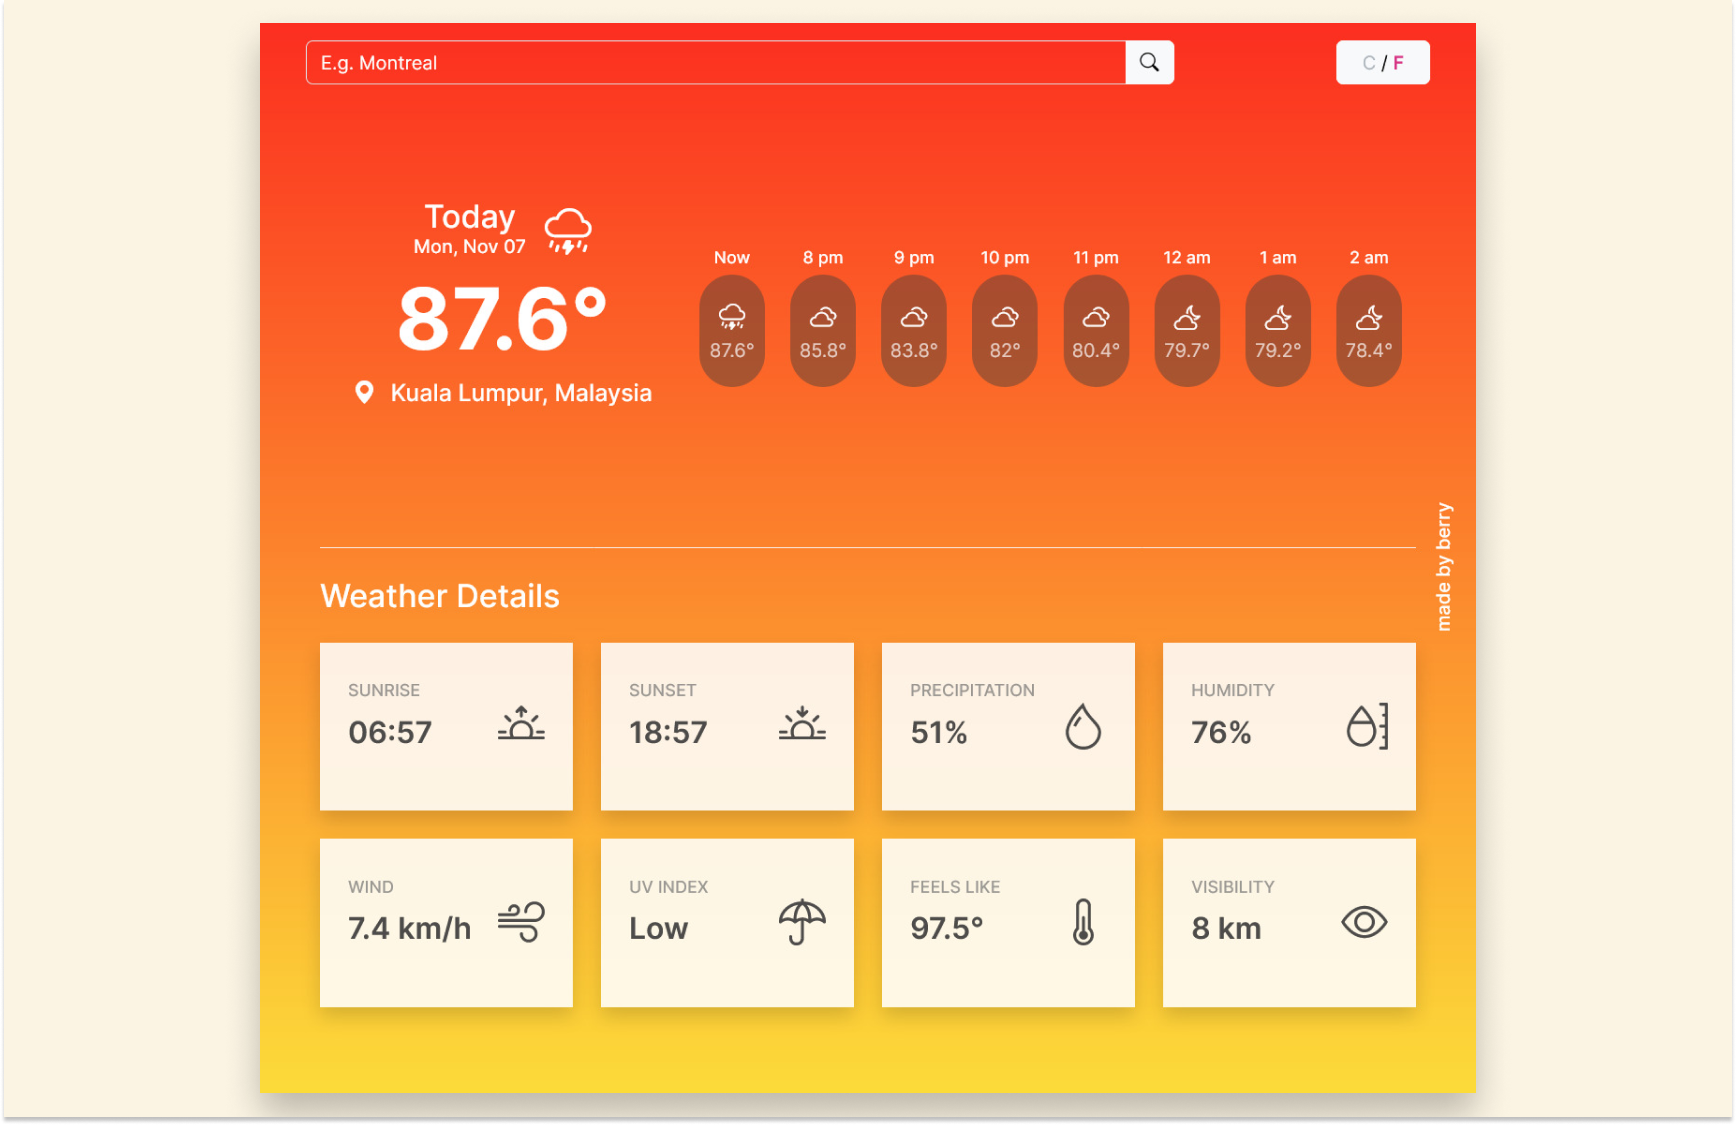 E.g. Montreal
C / F
Today
Mon, Nov 07
87.6°
Kuala Lumpur, Malaysia
Now 8 pm 9 pm 10 pm 11 pm 12 am 1 am 2 am
87.6° 85.8° 83.8° 82° 80.4° 79.7° 79.2° 78.4°
made by berry
Weather Details
SUNRISE
06:57
SUNSET
18:57
PRECIPITATION
51%
HUMIDITY
76%
WIND
7.4 km/h
UV INDEX
Low
FEELS LIKE
97.5°
VISIBILITY
8 km